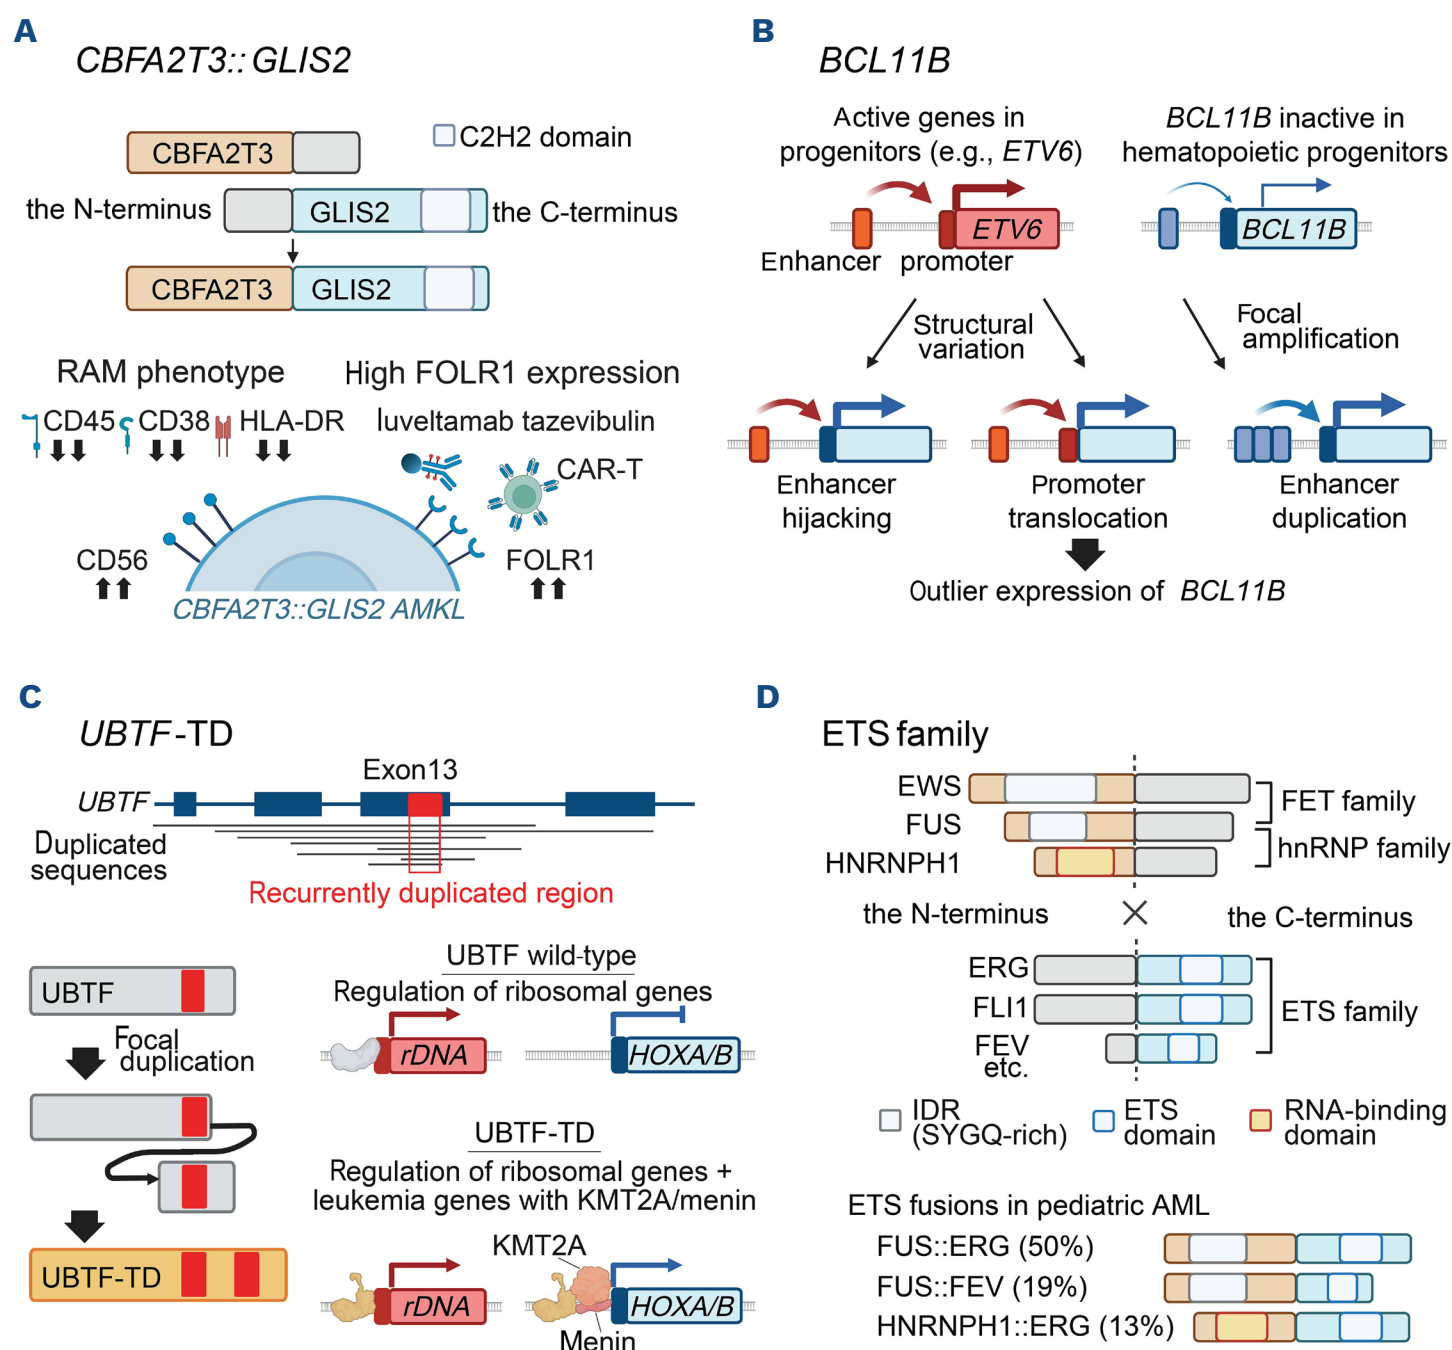 A
CBFA2T3::GLIS2
CBFA2T3
C2H2 domain
the N-terminus
GLIS2
the C-terminus
CBFA2T3
GLIS2
RAM phenotype
High FOLR1 expression
CD45
CD38
HLA-DR
luveltamab tazevibulin
CAR-T
CD56
FOLR1
CBFA2T3::GLIS2 AMKL
B
BCL11B
Active genes in
progenitors (e.g., ETV6)
BCL11B inactive in
hematopoietic progenitors
ETV6
BCL11B
Enhancer
promoter
Structural
variation
Focal
amplification
Enhancer
hijacking
Promoter
translocation
Enhancer
duplication
Outlier expression of BCL11B
C
UBTF-TD
Exon13
UBTF
Duplicated
sequences
Recurrently duplicated region
UBTF
Focal
duplication
UBTF-TD
UBTF wild-type
Regulation of ribosomal genes
rDNA
HOXA/B
UBTF-TD
Regulation of ribosomal genes +
leukemia genes with KMT2A/menin
KMT2A
rDNA
HOXA/B
Menin
D
ETS family
EWS
FUS
HNRNPH1
FET family
hnRNP family
the N-terminus
the C-terminus
ERG
FLI1
FEV
etc.
ETS family
IDR
(SYGQ-rich)
ETS
domain
RNA-binding
domain
ETS fusions in pediatric AML
FUS::ERG (50%)
FUS::FEV (19%)
HNRNPH1::ERG (13%)